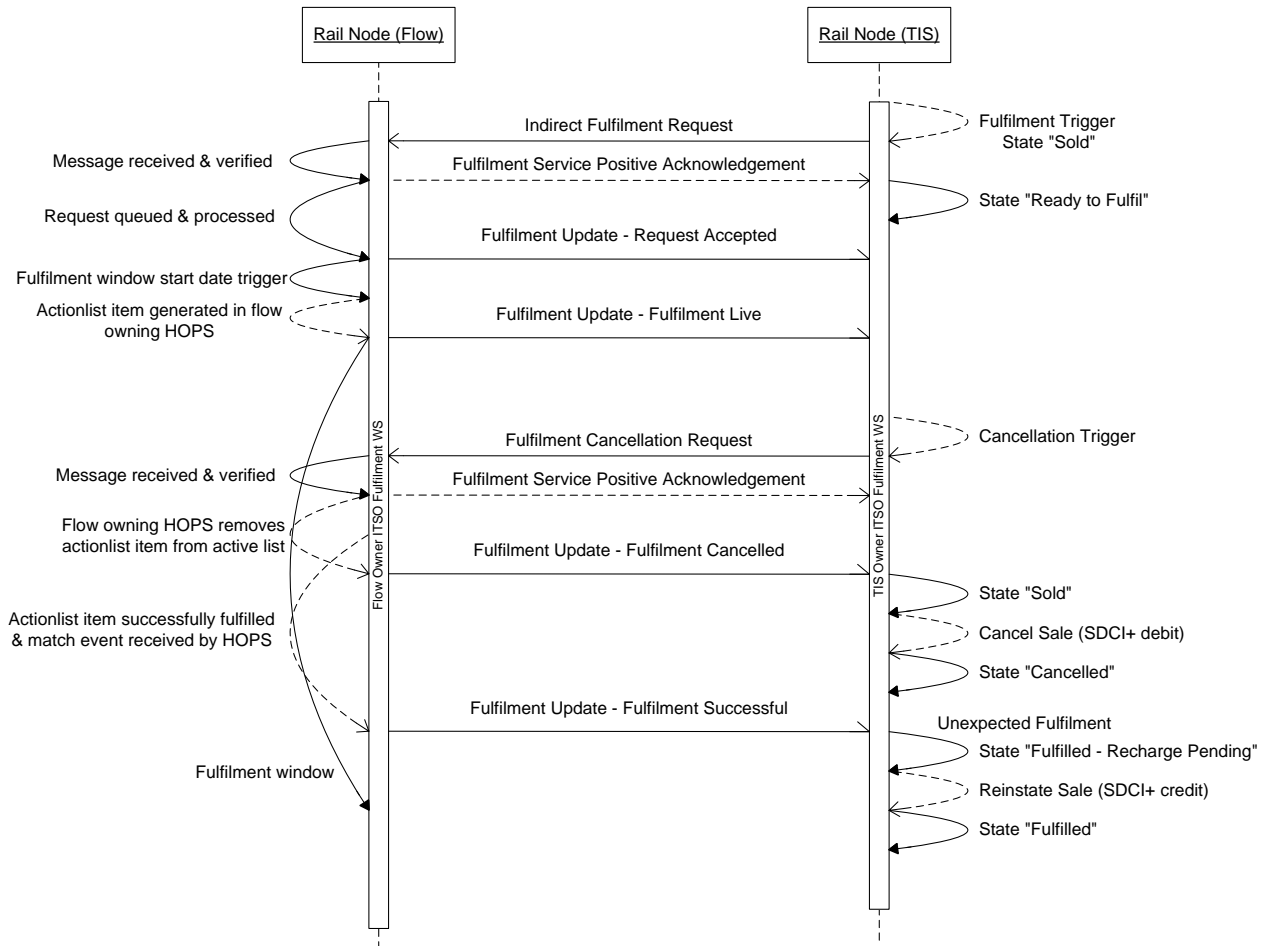 Rail Node (Flow)
Rail Node (TIS)
Indirect Fulfilment Request
Fulfilment Trigger
State "Sold"
Message received & verified
Fulfilment Service Positive Acknowledgement
State "Ready to Fulfil"
Request queued & processed
Fulfilment Update - Request Accepted
Fulfilment window start date trigger
Actionlist item generated in flow
owning HOPS
Fulfilment Update - Fulfilment Live
Flow Owner ITSO Fulfilment WS
TIS Owner ITSO Fulfilment WS
Fulfilment Cancellation Request
Cancellation Trigger
Message received & verified
Fulfilment Service Positive Acknowledgement
Flow owning HOPS removes
actionlist item from active list
Fulfilment Update - Fulfilment Cancelled
State "Sold"
Actionlist item successfully fulfilled
& match event received by HOPS
Cancel Sale (SDCI+ debit)
State "Cancelled"
Fulfilment Update - Fulfilment Successful
Unexpected Fulfilment
State "Fulfilled - Recharge Pending"
Fulfilment window
Reinstate Sale (SDCI+ credit)
State "Fulfilled"